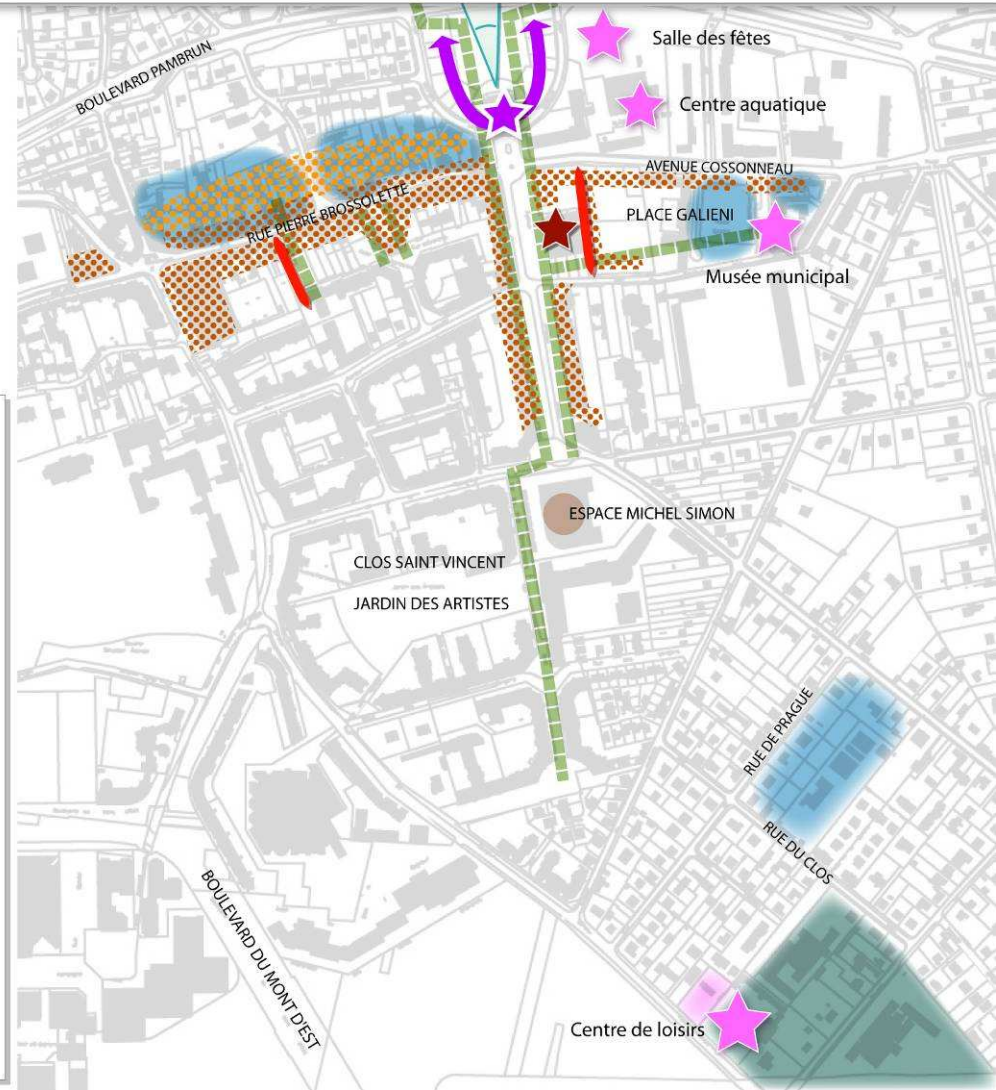 Salle des fêtes
BOULEVARD PAMBRUN
Centre aquatique
AVENUE COSSONNEAU
RUE PIERRE BROSSOLETTE
PLACE GALIENI
Musée municipal
ESPACE MICHEL SIMON
CLOS SAINT VINCENT
JARDIN DES ARTISTES
RUE DE PRAGUE
RUE DU CLOS
BOULEVARD DU MONT D'EST
Centre de loisirs